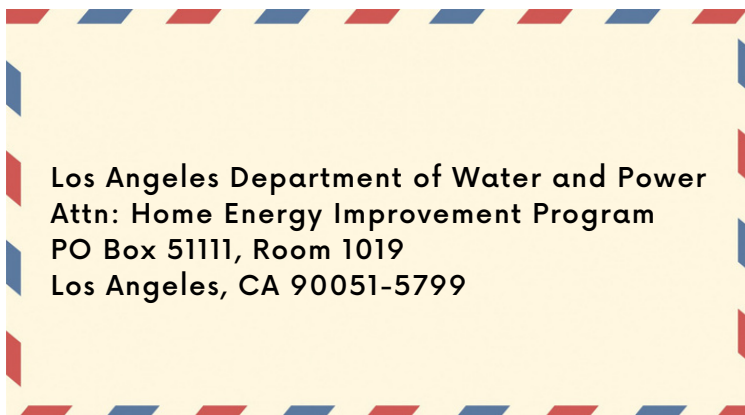 Los Angeles Department of Water and Power
Attn: Home Energy Improvement Program
PO Box 51111, Room 1019
Los Angeles, CA 90051-5799